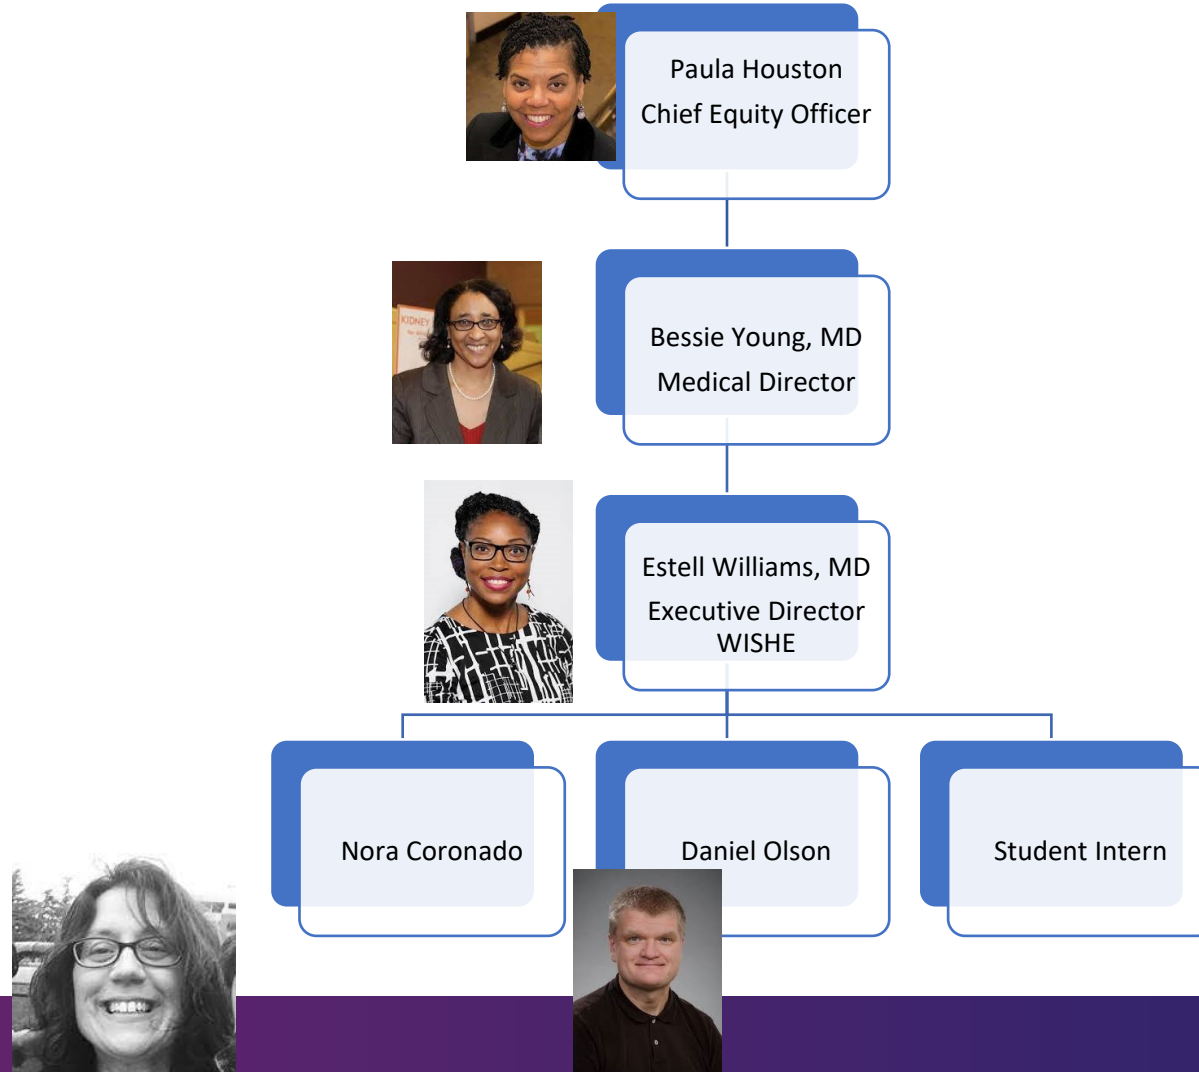 Paula Houston
Chief Equity Officer
KIDNEY
Bessie Young, MD
Medical Director
Estell Williams, MD
Executive Director
WISHE
Nora Coronado
Daniel Olson
Student Intern